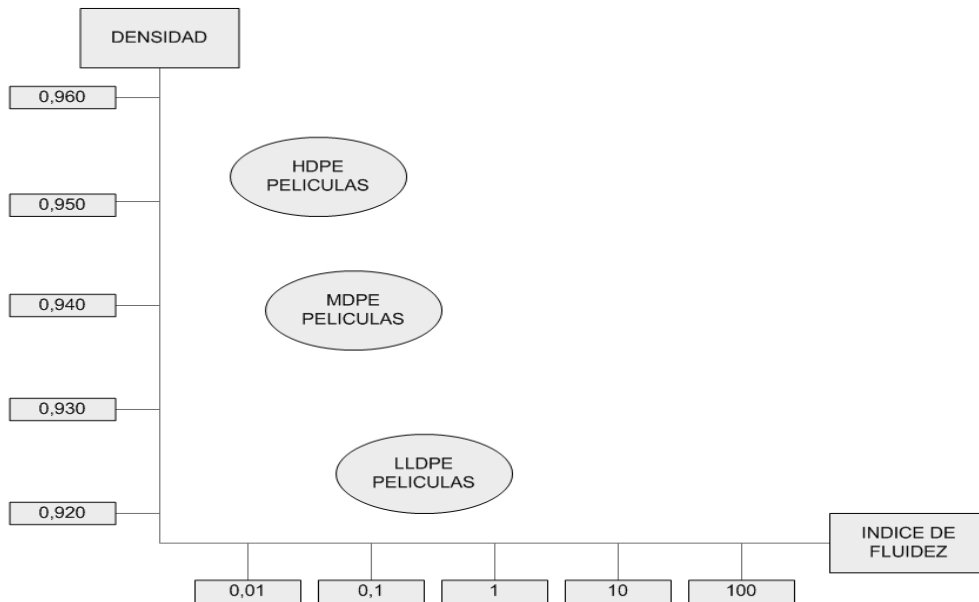 DENSIDAD
0,960
HDPE
PELICULAS
0,950
MDPE
PELICULAS
0,940
0,930
LLDPE
PELICULAS
0,920
INDICE DE
FLUIDEZ
0,01
0,1
1
10
100